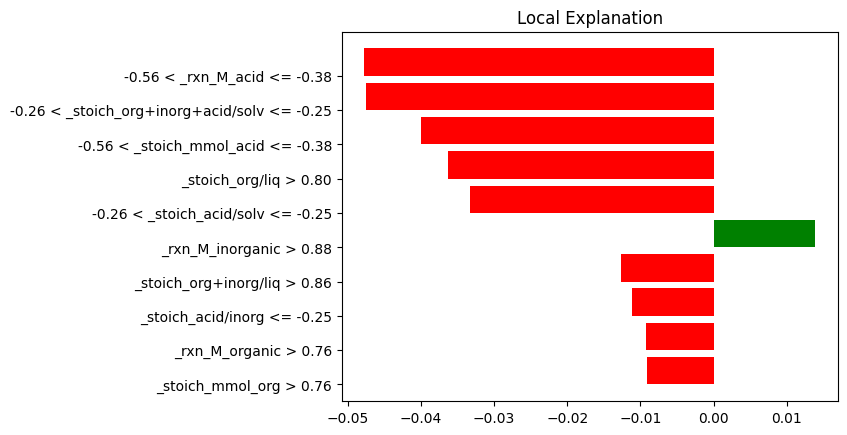 Local Explanation
-0.56 < _rxn_M_acid <= -0.38
-0.26 < _stoich_org+inorg+acid/solv <= -0.25
-0.56 < _stoich_mmol_acid <= -0.38
_stoich_org/liq > 0.80
-0.26 < _stoich_acid/solv <= -0.25
_rxn_M_inorganic > 0.88
_stoich_org+inorg/liq > 0.86
_stoich_acid/inorg <= -0.25
_rxn_M_organic > 0.76
_stoich_mmol_org > 0.76
−0.05 −0.04 −0.03 −0.02 −0.01 0.00 0.01